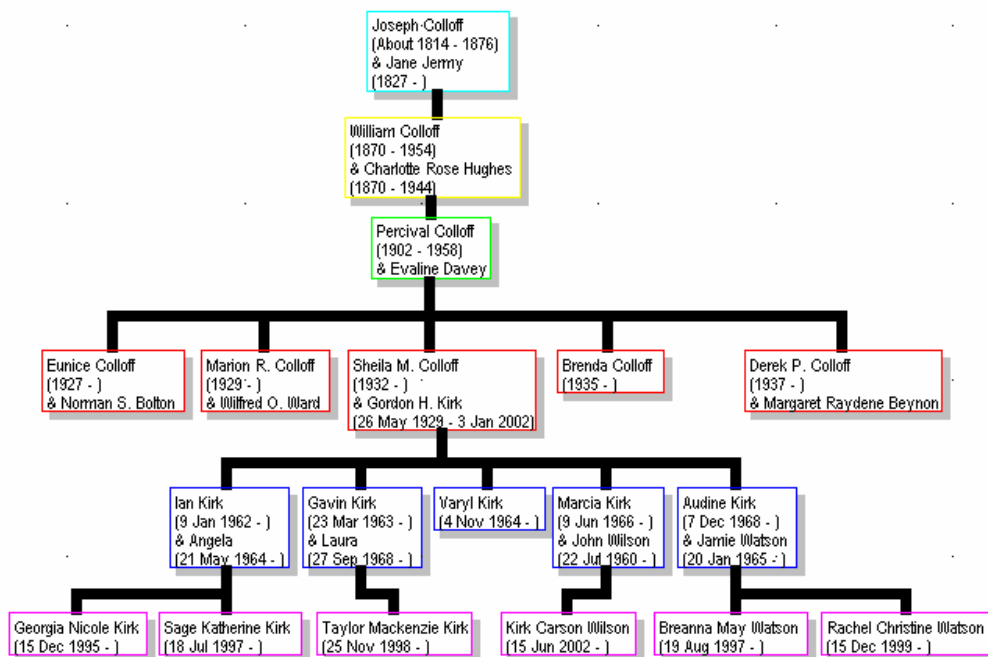 Joseph Colloff
(About 1814 - 1876)
& Jane Jermy
(1827 - )
William Colloff
(1870 - 1954)
& Charlotte Rose Hughes
(1870 - 1944)
Percival Colloff
(1902 - 1958)
& Evaline Davey
Eunice Colloff
(1927 - )
& Norman S. Bolton
Marion R. Colloff
(1929 - )
& Wilfred O. Ward
Sheila M. Colloff
(1932 - )
& Gordon H. Kirk
(26 May 1929 - 3 Jan 2002)
Brenda Colloff
(1935 - )
Derek P. Colloff
(1937 - )
& Margaret Raydene Beynon
Ian Kirk
(9 Jan 1962 - )
& Angela
(21 May 1964 - )
Gavin Kirk
(23 Mar 1963 - )
& Laura
(27 Sep 1968 - )
Varyl Kirk
(4 Nov 1964 - )
Marcia Kirk
(9 Jun 1966 - )
& John Wilson
(22 Jul 1960 - )
Audine Kirk
(7 Dec 1968 - )
& Jamie Watson
(20 Jan 1965 - )
Georgia Nicole Kirk
(15 Dec 1995 - )
Sage Katherine Kirk
(18 Jul 1997 - )
Taylor Mackenzie Kirk
(25 Nov 1998 - )
Kirk Carson Wilson
(15 Jun 2002 - )
Breanna May Watson
(19 Aug 1997 - )
Rachel Christine Watson
(15 Dec 1999 - )